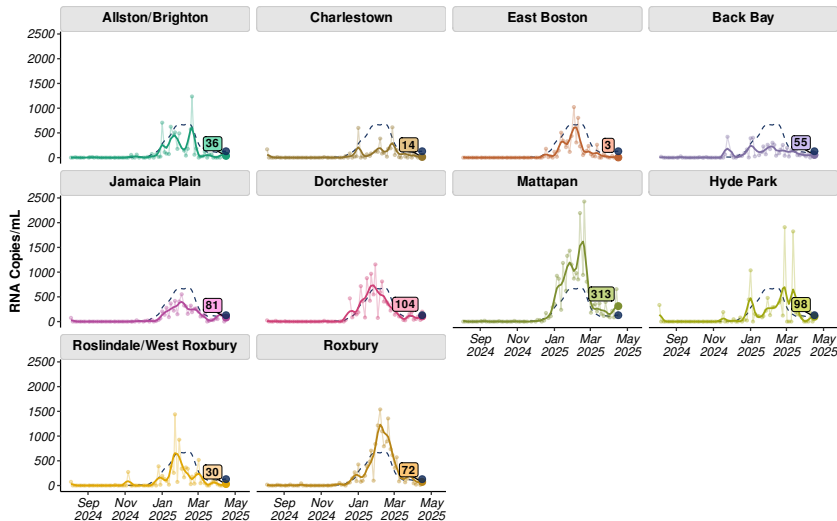 Allston/Brighton
Charlestown
East Boston
Back Bay
2500
2000
1500
1000
500
0
36
14
3
55
Jamaica Plain
Dorchester
Mattapan
Hyde Park
RNA Copies/mL
2500
2000
1500
1000
500
0
81
104
313
98
Sep
2024
Nov
2024
Jan
2025
Mar
2025
May
2025
Sep
2024
Nov
2024
Jan
2025
Mar
2025
May
2025
Roslindale/West Roxbury
Roxbury
2500
2000
1500
1000
500
0
30
72
Sep
2024
Nov
2024
Jan
2025
Mar
2025
May
2025
Sep
2024
Nov
2024
Jan
2025
Mar
2025
May
2025